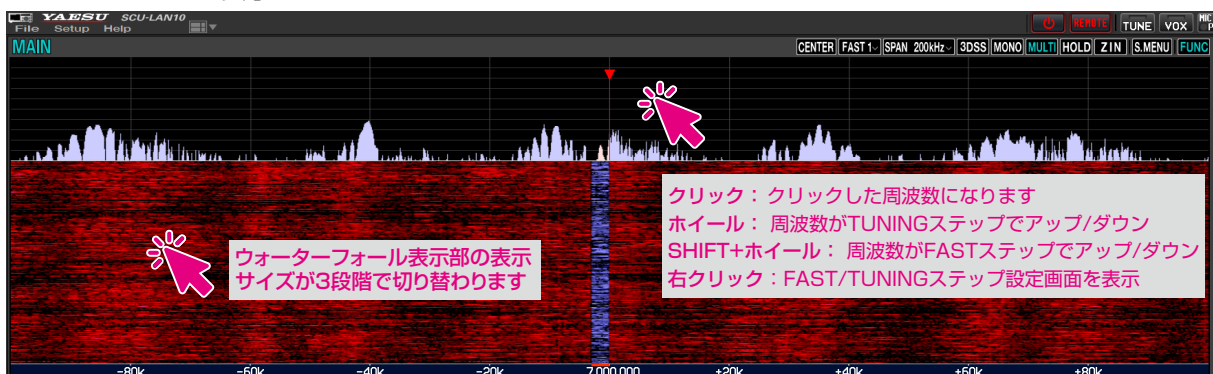 YAESU SCU-LAN10
File Setup Help
REMOTE TUNE VOX MIC
MAIN
CENTER FAST 1 SPAN 200kHz 3DSS MONO MULTI HOLD ZIN S.MENU FUNC
クリック： クリックした周波数になります
ホイール： 周波数がTUNINGステップでアップ/ダウン
SHIFT+ホイール： 周波数がFASTステップでアップ/ダウン
右クリック：FAST/TUNINGステップ設定画面を表示
ウォーターフォール表示部の表示
サイズが3段階で切り替わります
-80k -60k -40k -20k 7.000.000 +20k +40k +60k +80k